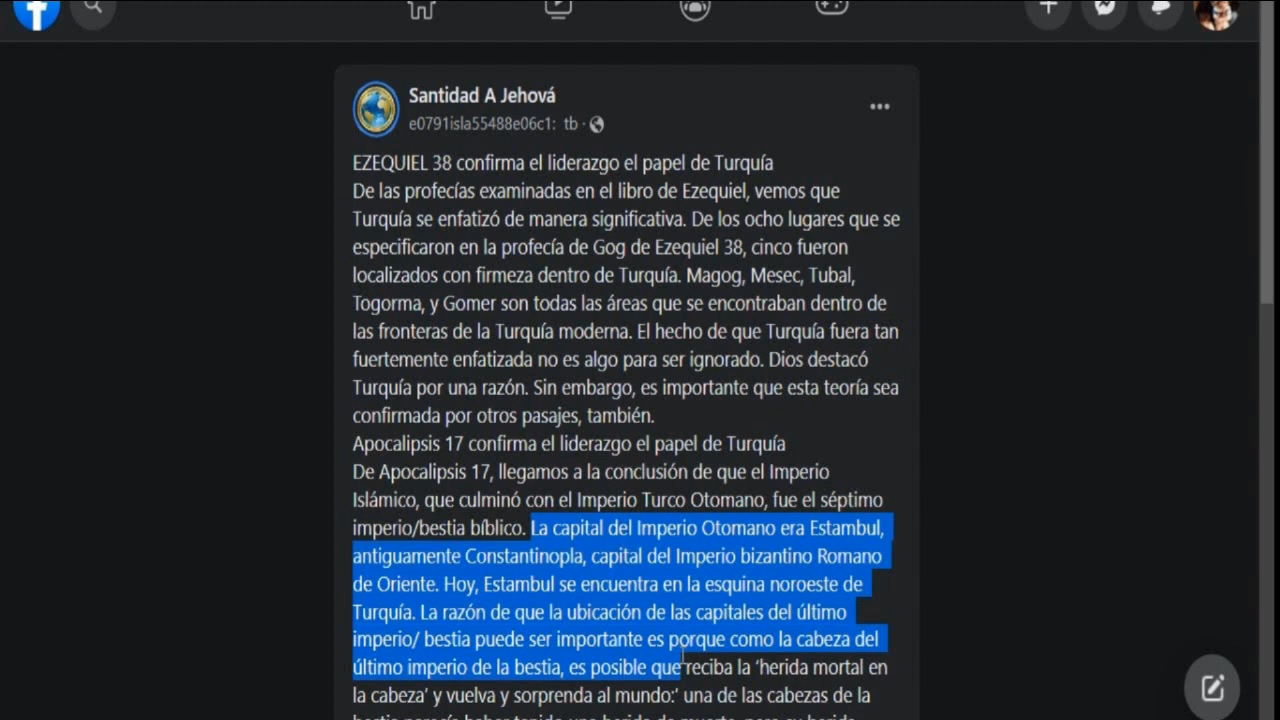 Santidad A Jehová
e0791isla55488e06c1: tb ·
EZEQUIEL 38 confirma el liderazgo el papel de Turquía
De las profecías examinadas en el libro de Ezequiel, vemos que
Turquía se enfatizó de manera significativa. De los ocho lugares que se
especificaron en la profecía de Gog de Ezequiel 38, cinco fueron
localizados con firmeza dentro de Turquía. Magog, Mesec, Tubal,
Togorma, y Gomer son todas las áreas que se encontraban dentro de
las fronteras de la Turquía moderna. El hecho de que Turquía fuera tan
fuertemente enfatizada no es algo para ser ignorado. Dios destacó
Turquía por una razón. Sin embargo, es importante que esta teoría sea
confirmada por otros pasajes, también.
Apocalipsis 17 confirma el liderazgo el papel de Turquía
De Apocalipsis 17, llegamos a la conclusión de que el Imperio
Islámico, que culminó con el Imperio Turco Otomano, fue el séptimo
imperio/bestia bíblico. La capital del Imperio Otomano era Estambul,
antiguamente Constantinopla, capital del Imperio bizantino Romano
de Oriente. Hoy, Estambul se encuentra en la esquina noroeste de
Turquía. La razón de que la ubicación de las capitales del último
imperio/ bestia puede ser importante es porque como la cabeza del
último imperio de la bestia, es posible que reciba la ‘herida mortal en
la cabeza’ y vuelva y sorprenda al mundo:‘ una de las cabezas de la